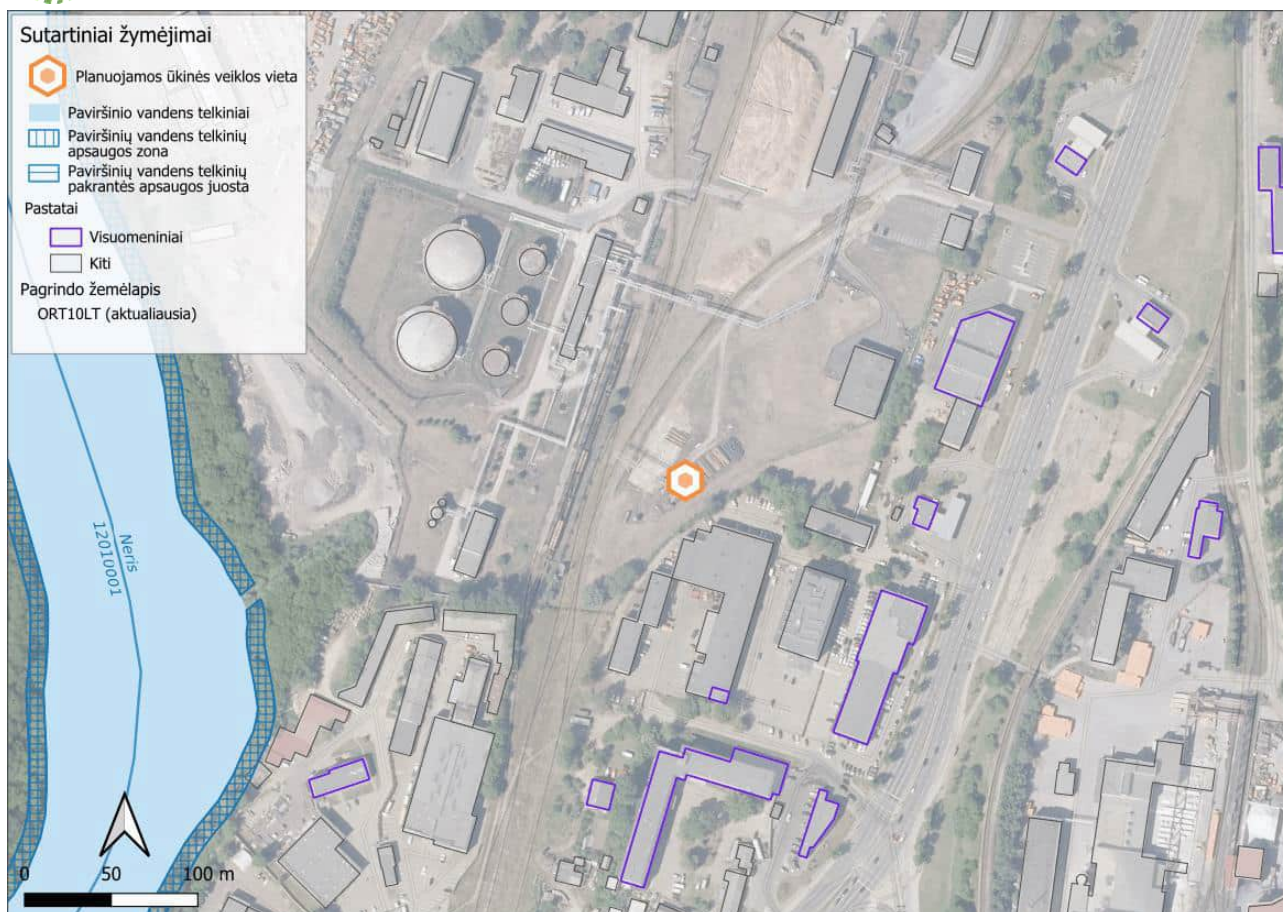 Sutartiniai žymėjimai
Planuojamos ūkinės veiklos vieta
Paviršinio vandens telkiniai
Paviršinių vandens telkinių
apsaugos zona
Paviršinių vandens telkinių
pakrantės apsaugos juosta
Pastatai
Visuomeniniai
Kiti
Pagrindo žemėlapis
ORT10LT (aktualiausia)
Neris
12010001
0 50 100 m